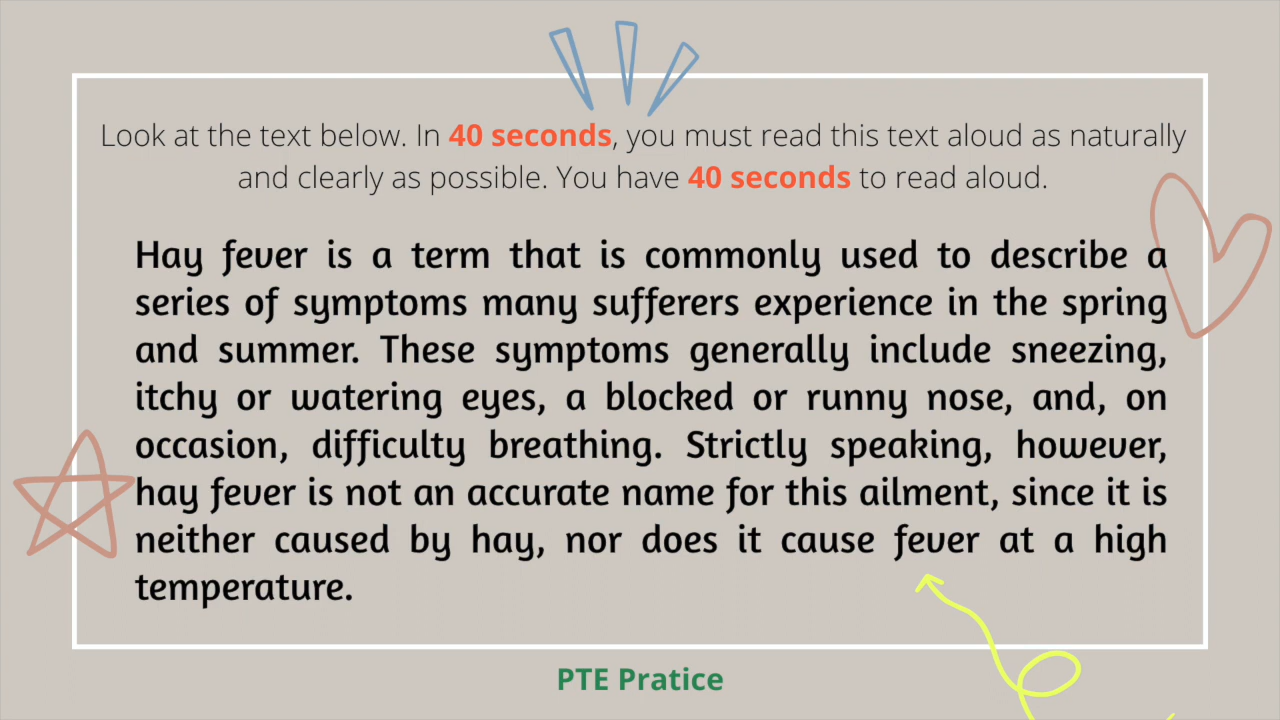 Look at the text below. In 40 seconds, you must read this text aloud as naturally
and clearly as possible. You have 40 seconds to read aloud.
Hay fever is a term that is commonly used to describe a
series of symptoms many sufferers experience in the spring
and summer. These symptoms generally include sneezing,
itchy or watering eyes, a blocked or runny nose, and, on
occasion, difficulty breathing. Strictly speaking, however,
hay fever is not an accurate name for this ailment, since it is
neither caused by hay, nor does it cause fever at a high
temperature.
PTE Pratice